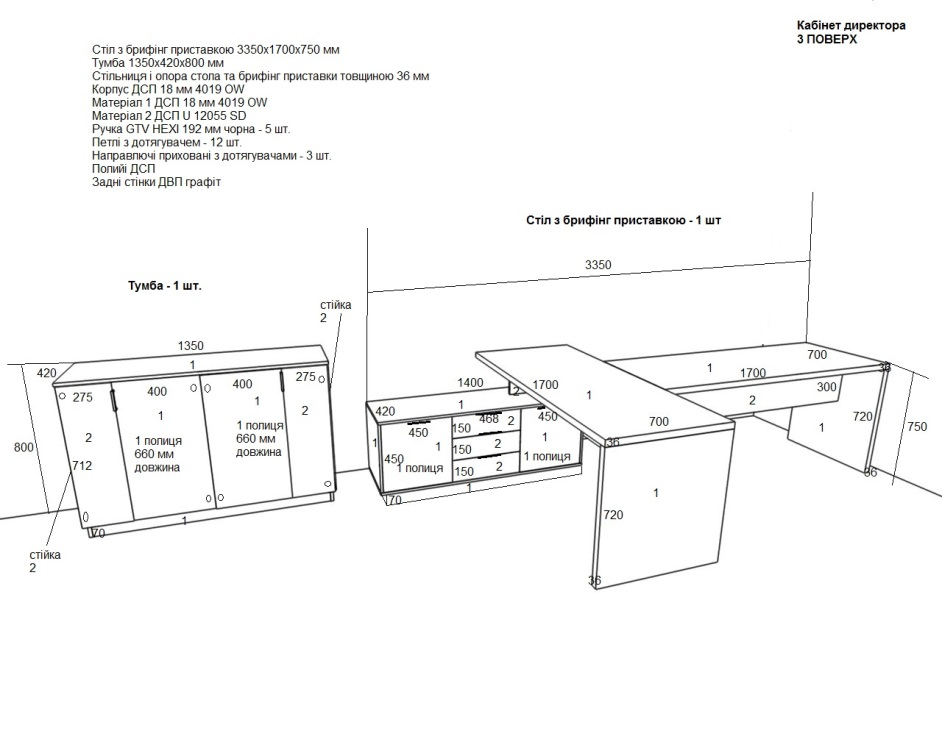 Кабінет директора
3 ПОВЕРХ
Стіл з брифінг приставкою 3350х1700х750 мм
Тумба 1350х420х800 мм
Стільниця і опора стола та брифінг приставки товщиною 36 мм
Корпус ДСП 18 мм 4019 OW
Матеріал 1 ДСП 18 мм 4019 OW
Матеріал 2 ДСП U 12055 SD
Ручка GTV HEXI 192 мм чорна - 5 шт.
Петлі з дотягувачем - 12 шт.
Направлючі приховані з дотягувачами - 3 шт.
Полиці ДСП
Задні стінки ДВП графіт
Стіл з брифінг приставкою - 1 шт
3350
Тумба - 1 шт.
стійка
2
1350
1
420
275
400
400
275
1
1
2
2
1 полиця
660 мм
довжина
1 полиця
660 мм
довжина
800
712
70
1
стійка
2
1400
2
1700
1
420
1
450
150
468
2
450
1
1
150
2
1
450
1 полиця
150
2
1 полиця
70
1
1
700
36
1
720
36
1
1700
700
36
2
300
1
720
750
36